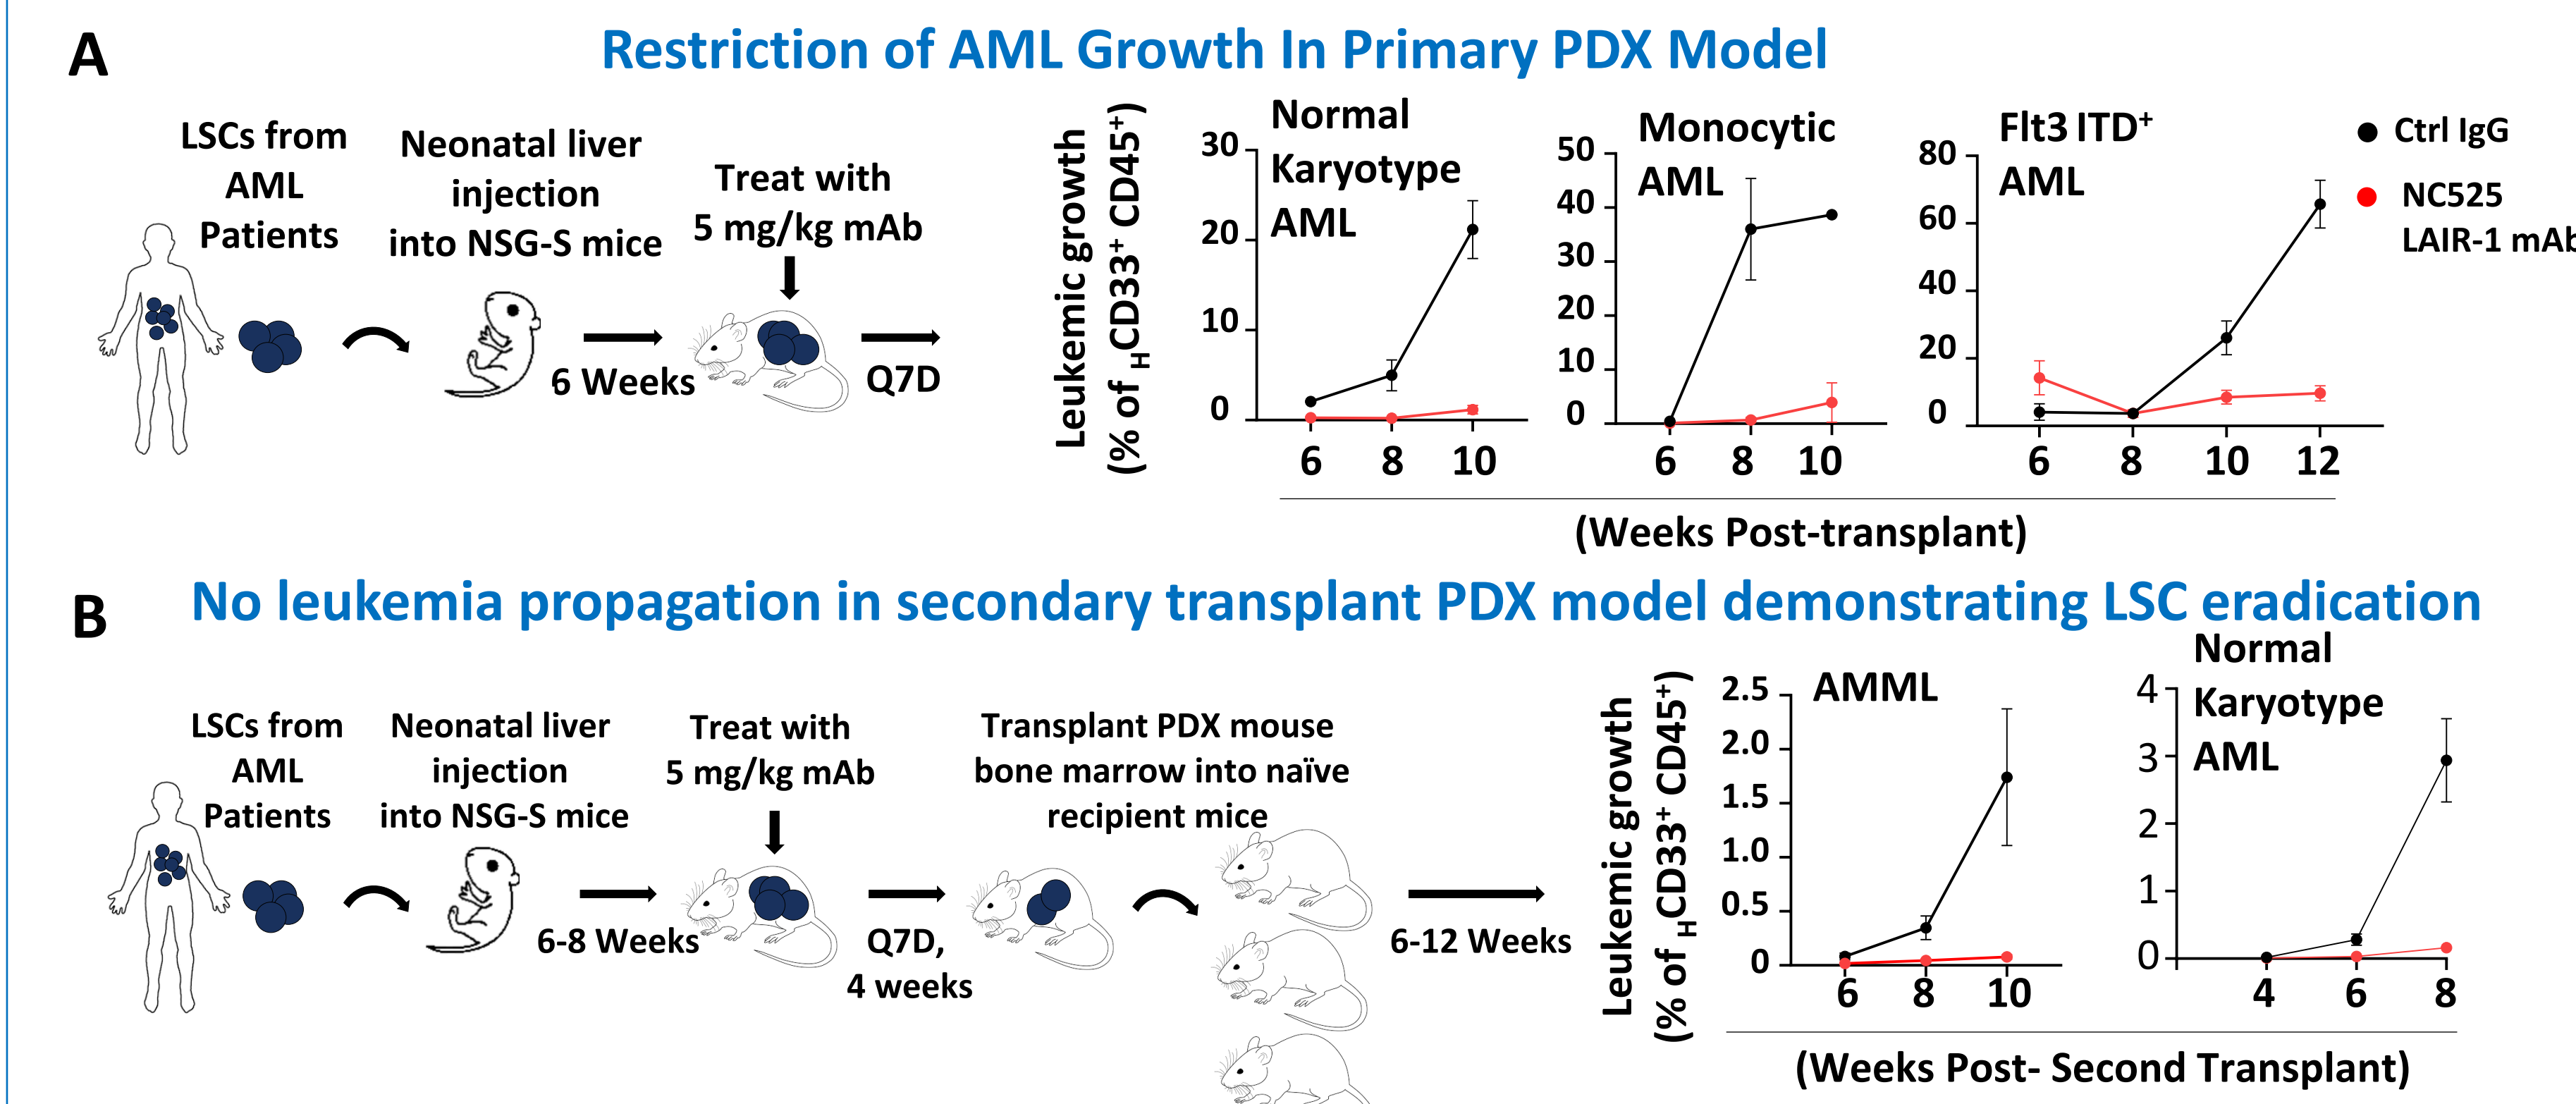 A
Restriction of AML Growth In Primary PDX Model
LSCs from
AML
Patients
Neonatal liver
injection
into NSG-S mice
6 Weeks
Treat with
5 mg/kg mAb
Q7D
Leukemic growth
(% of HCD33+ CD45+)
Normal
Karyotype
AML
30
20
10
0
6 8 10
Monocytic
AML
50
40
30
20
10
0
6 8 10
Flt3 ITD+
AML
80
60
40
20
0
6 8 10 12
Ctrl IgG
NC525
LAIR-1 mAb
(Weeks Post-transplant)
B
No leukemia propagation in secondary transplant PDX model demonstrating LSC eradication
LSCs from
AML
Patients
Neonatal liver
injection
into NSG-S mice
6-8 Weeks
Treat with
5 mg/kg mAb
Q7D,
4 weeks
Transplant PDX mouse
bone marrow into naïve
recipient mice
6-12 Weeks
Leukemic growth
(% of HCD33+ CD45+)
AMML
2.5
2.0
1.5
1.0
0.5
0
6 8 10
Normal
Karyotype
AML
4
3
2
1
0
4 6 8
(Weeks Post- Second Transplant)